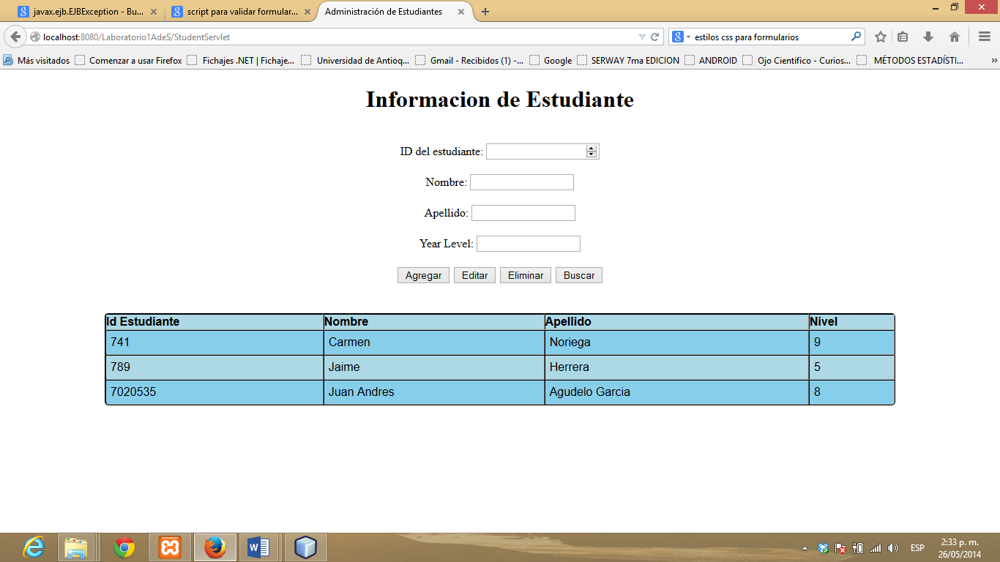 javax.ejb.EJBException - Bu...
script para validar formular...
Administración de Estudiantes
localhost:8080/Laboratorio1AdeS/StudentServlet
estilos css para formularios
Más visitados Comenzar a usar Firefox Fichajes .NET | Fichaje... Universidad de Antioq... Gmail - Recibidos (1) -... Google SERWAY 7ma EDICION ANDROID Ojo Cientifico - Curios... MÉTODOS ESTADÍSTI... »
Informacion de Estudiante
ID del estudiante:
Nombre:
Apellido:
Year Level:
Agregar Editar Eliminar Buscar
Id Estudiante Nombre Apellido Nivel
741 Carmen Noriega 9
789 Jaime Herrera 5
7020535 Juan Andres Agudelo Garcia 8
ESP
2:33 p. m.
26/05/2014